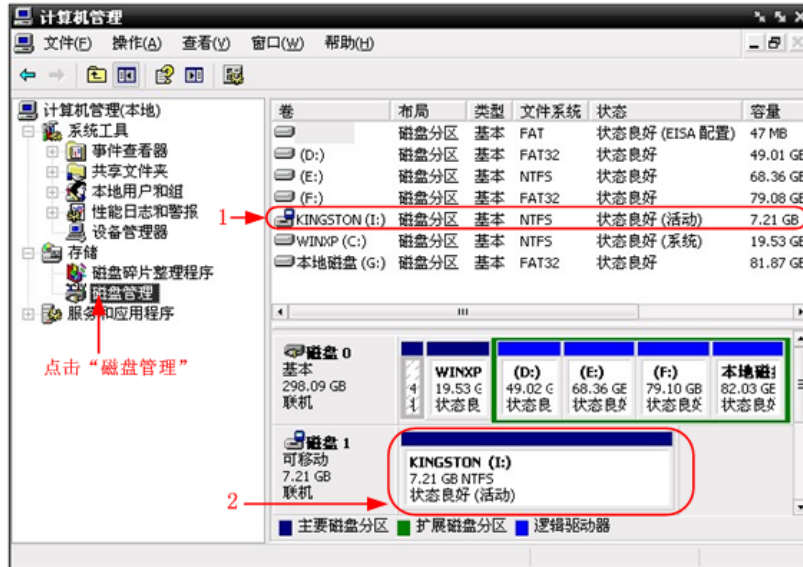 计算机管理
文件(F) 操作(A) 查看(V) 窗口(W) 帮助(H)
计算机管理(本地)
系统工具
事件查看器
共享文件夹
本地用户和组
性能日志和警报
设备管理器
存储
磁盘碎片整理程序
磁盘管理
服务和应用程序
点击“磁盘管理”
1
卷 布局 类型 文件系统 状态 容量
磁盘分区 基本 FAT 状态良好 (EISA 配置) 47 MB
(D:) 磁盘分区 基本 FAT32 状态良好 49.01 GB
(E:) 磁盘分区 基本 NTFS 状态良好 68.36 GB
(F:) 磁盘分区 基本 FAT32 状态良好 79.08 GB
KINGSTON (I:) 磁盘分区 基本 NTFS 状态良好 (活动) 7.21 GB
WINXP (C:) 磁盘分区 基本 NTFS 状态良好 (系统) 19.53 GB
本地磁盘 (G:) 磁盘分区 基本 FAT32 状态良好 81.87 GB
磁盘 0
基本
298.09 GB
联机
4
WINXP
19.53 G
状态良
(D:)
49.02 G
状态良
(E:)
68.36 GE
状态良好
(F:)
79.10 GB
状态良好
本地磁
82.03 GE
状态良好
磁盘 1
可移动
7.21 GB
联机
KINGSTON (I:)
7.21 GB NTFS
状态良好 (活动)
2
主要磁盘分区 扩展磁盘分区 逻辑驱动器